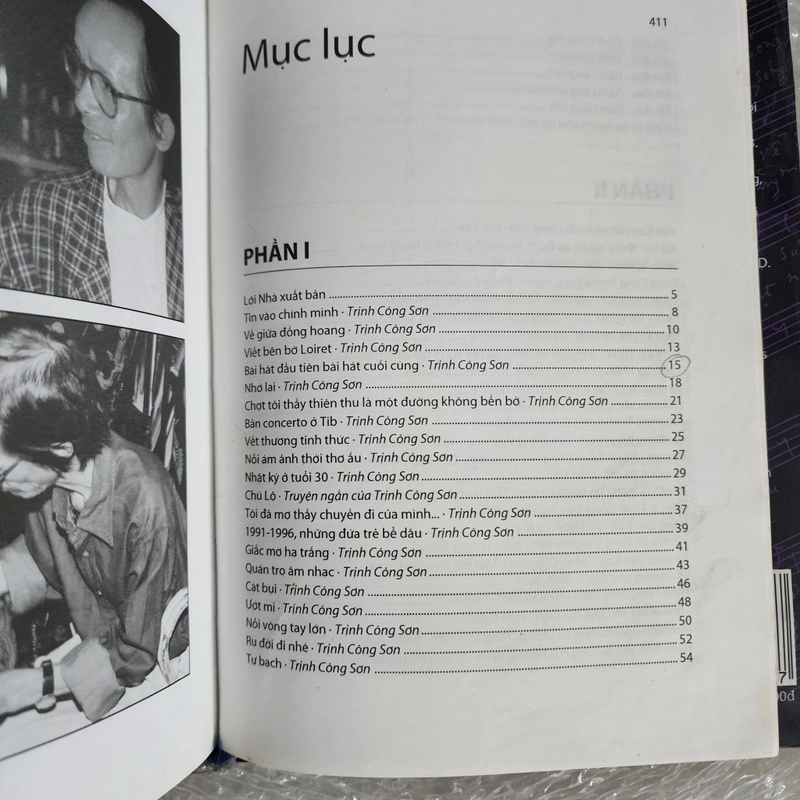 411
Mục lục
PHẦN I
Lời Nhà xuất bản ........ 5
Tin vào chính mình · Trịnh Công Sơn ........ 8
Về giữa đồng hoang · Trịnh Công Sơn ........ 10
Viết bên bờ Loiret · Trịnh Công Sơn ........ 13
Bài hát đầu tiên bài hát cuối cùng · Trịnh Công Sơn ........ 15
Nhớ lại · Trịnh Công Sơn ........ 18
Chợt tôi thấy thiên thu là một đường không bến bờ · Trịnh Công Sơn ........ 21
Bản concerto ở Tib · Trịnh Công Sơn ........ 23
Vết thương tỉnh thức · Trịnh Công Sơn ........ 25
Nỗi ám ảnh thời thơ ấu · Trịnh Công Sơn ........ 27
Nhật ký ở tuổi 30 · Trịnh Công Sơn ........ 29
Chú Lộ · Truyện ngắn của Trịnh Công Sơn ........ 31
Tôi đã mơ thấy chuyến đi của mình... · Trịnh Công Sơn ........ 37
1991-1996, những đứa trẻ bể dâu · Trịnh Công Sơn ........ 39
Giấc mơ hạ trắng · Trịnh Công Sơn ........ 41
Quán trọ âm nhạc · Trịnh Công Sơn ........ 43
Cát bụi · Trịnh Công Sơn ........ 46
Ướt mi · Trịnh Công Sơn ........ 48
Nối vòng tay lớn · Trịnh Công Sơn ........ 50
Ru đời đi nhé · Trịnh Công Sơn ........ 52
Tự bạch · Trịnh Công Sơn ........ 54
D.
7
00đ